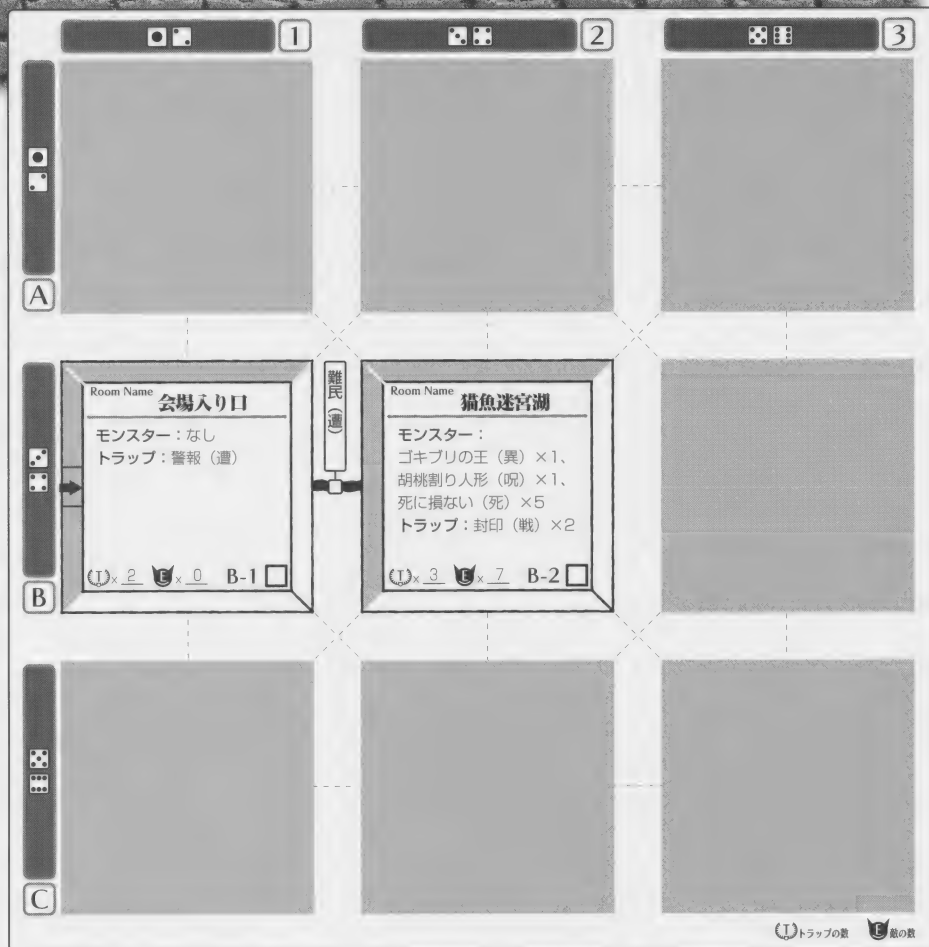 1
2
3
A
B
難民(遭)
Room Name 会場入り口
モンスター：なし
トラップ：警報（遭）
T × 2 E × 0 B-1
Room Name 猫魚迷宮湖
モンスター：
ゴキブリの王（異）×1、
胡桃割り人形（呪）×1、
死に損ない（死）×5
トラップ：封印（戦）×2
T × 3 E × 7 B-2
C
T トラップの数 E 敵の数